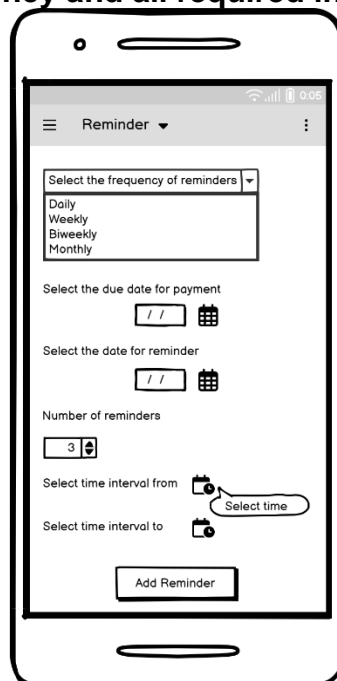 ncy and all required in
0:05
Reminder
Select the frequency of reminders
Daily
Weekly
Biweekly
Monthly
Select the due date for payment
/ /
Select the date for reminder
/ /
Number of reminders
3
Select time interval from
Select time
Select time interval to
Add Reminder